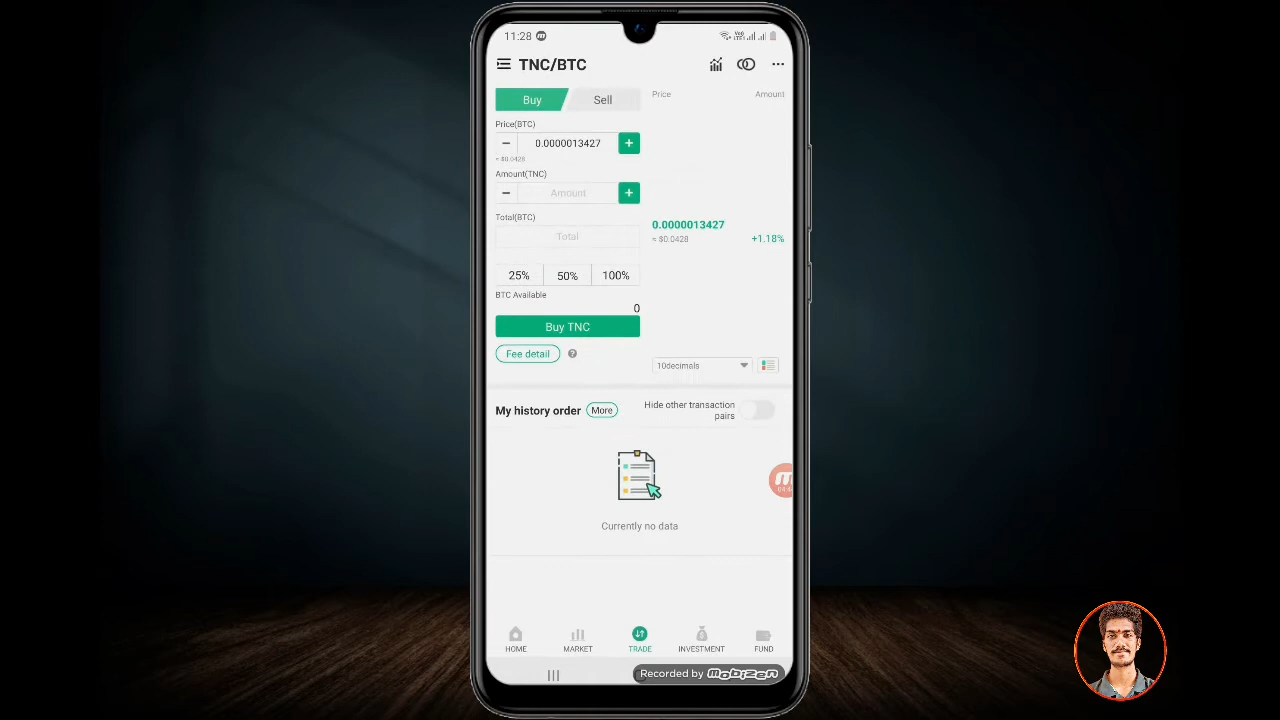 11:28
TNC/BTC
Buy
Sell
Price
Amount
Price(BTC)
− 0.0000013427 +
≈ $0.0428
Amount(TNC)
− Amount +
Total(BTC)
Total
0.0000013427
≈ $0.0428
+1.18%
25%
50%
100%
BTC Available
0
Buy TNC
Fee detail ?
10decimals
My history order
More
Hide other transaction
pairs
Currently no data
HOME
MARKET
TRADE
INVESTMENT
FUND
Recorded by mobizen